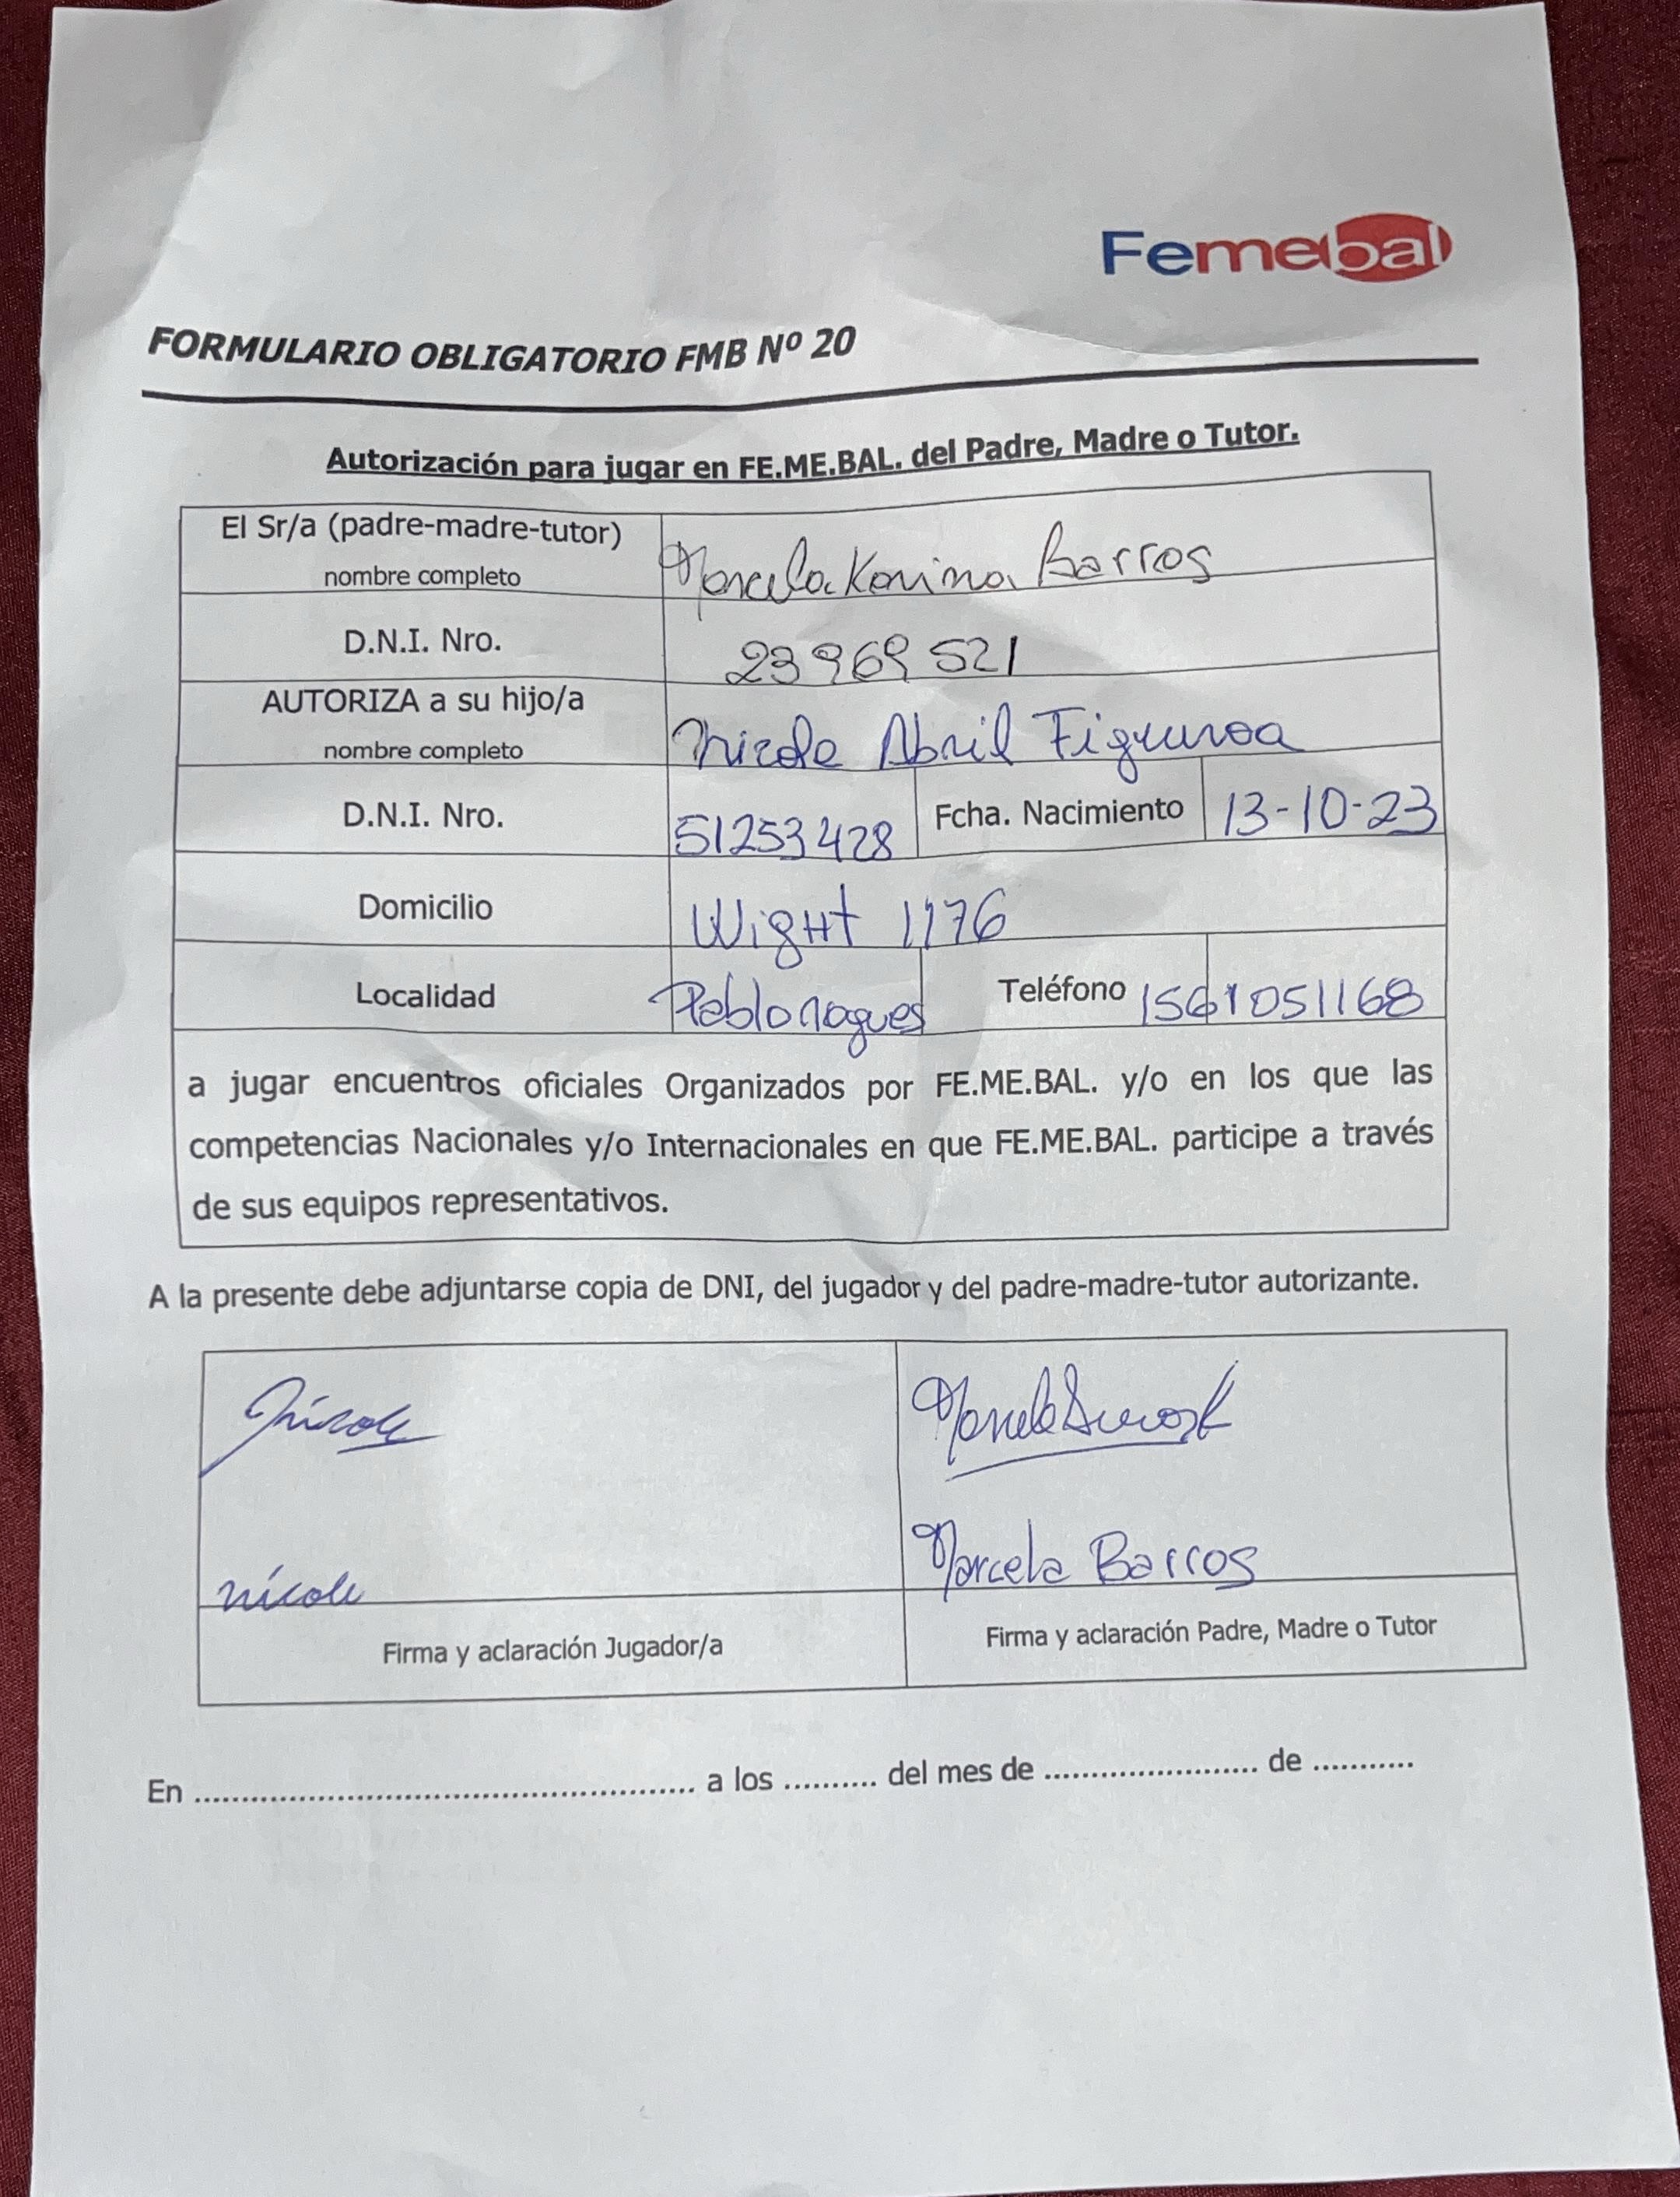 Femebal
FORMULARIO OBLIGATORIO FMB Nº 20
Autorización para jugar en FE.ME.BAL. del Padre, Madre o Tutor.
El Sr/a (padre-madre-tutor)
nombre completo
Marcela Karina Barros
D.N.I. Nro.
23969521
AUTORIZA a su hijo/a
nombre completo
Nicole Abril Figueroa
D.N.I. Nro.
51253428
Fcha. Nacimiento
13-10-23
Domicilio
Wight 1176
Localidad
Pablo nogues
Teléfono
1561051168
a jugar encuentros oficiales Organizados por FE.ME.BAL. y/o en los que las
competencias Nacionales y/o Internacionales en que FE.ME.BAL. participe a través
de sus equipos representativos.
A la presente debe adjuntarse copia de DNI, del jugador y del padre-madre-tutor autorizante.
Nicole
nicole
Marcela Barros
Firma y aclaración Jugador/a
Firma y aclaración Padre, Madre o Tutor
En ........................................................ a los .......... del mes de ........................ de ...........